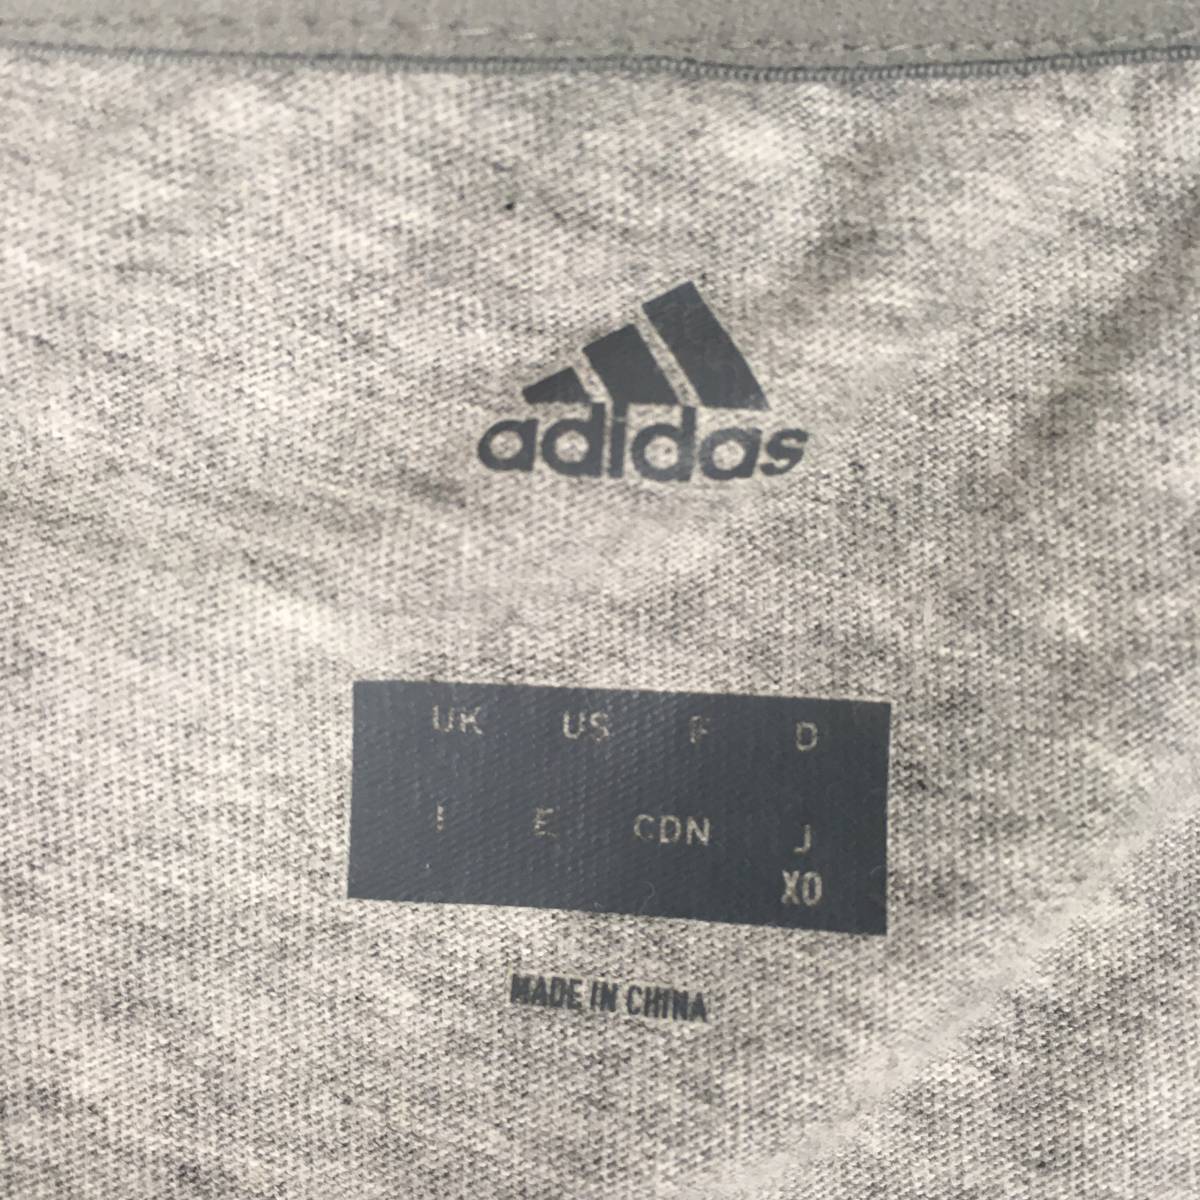 adidas
UK US F D
I E CDN J
XO
MADE IN CHINA